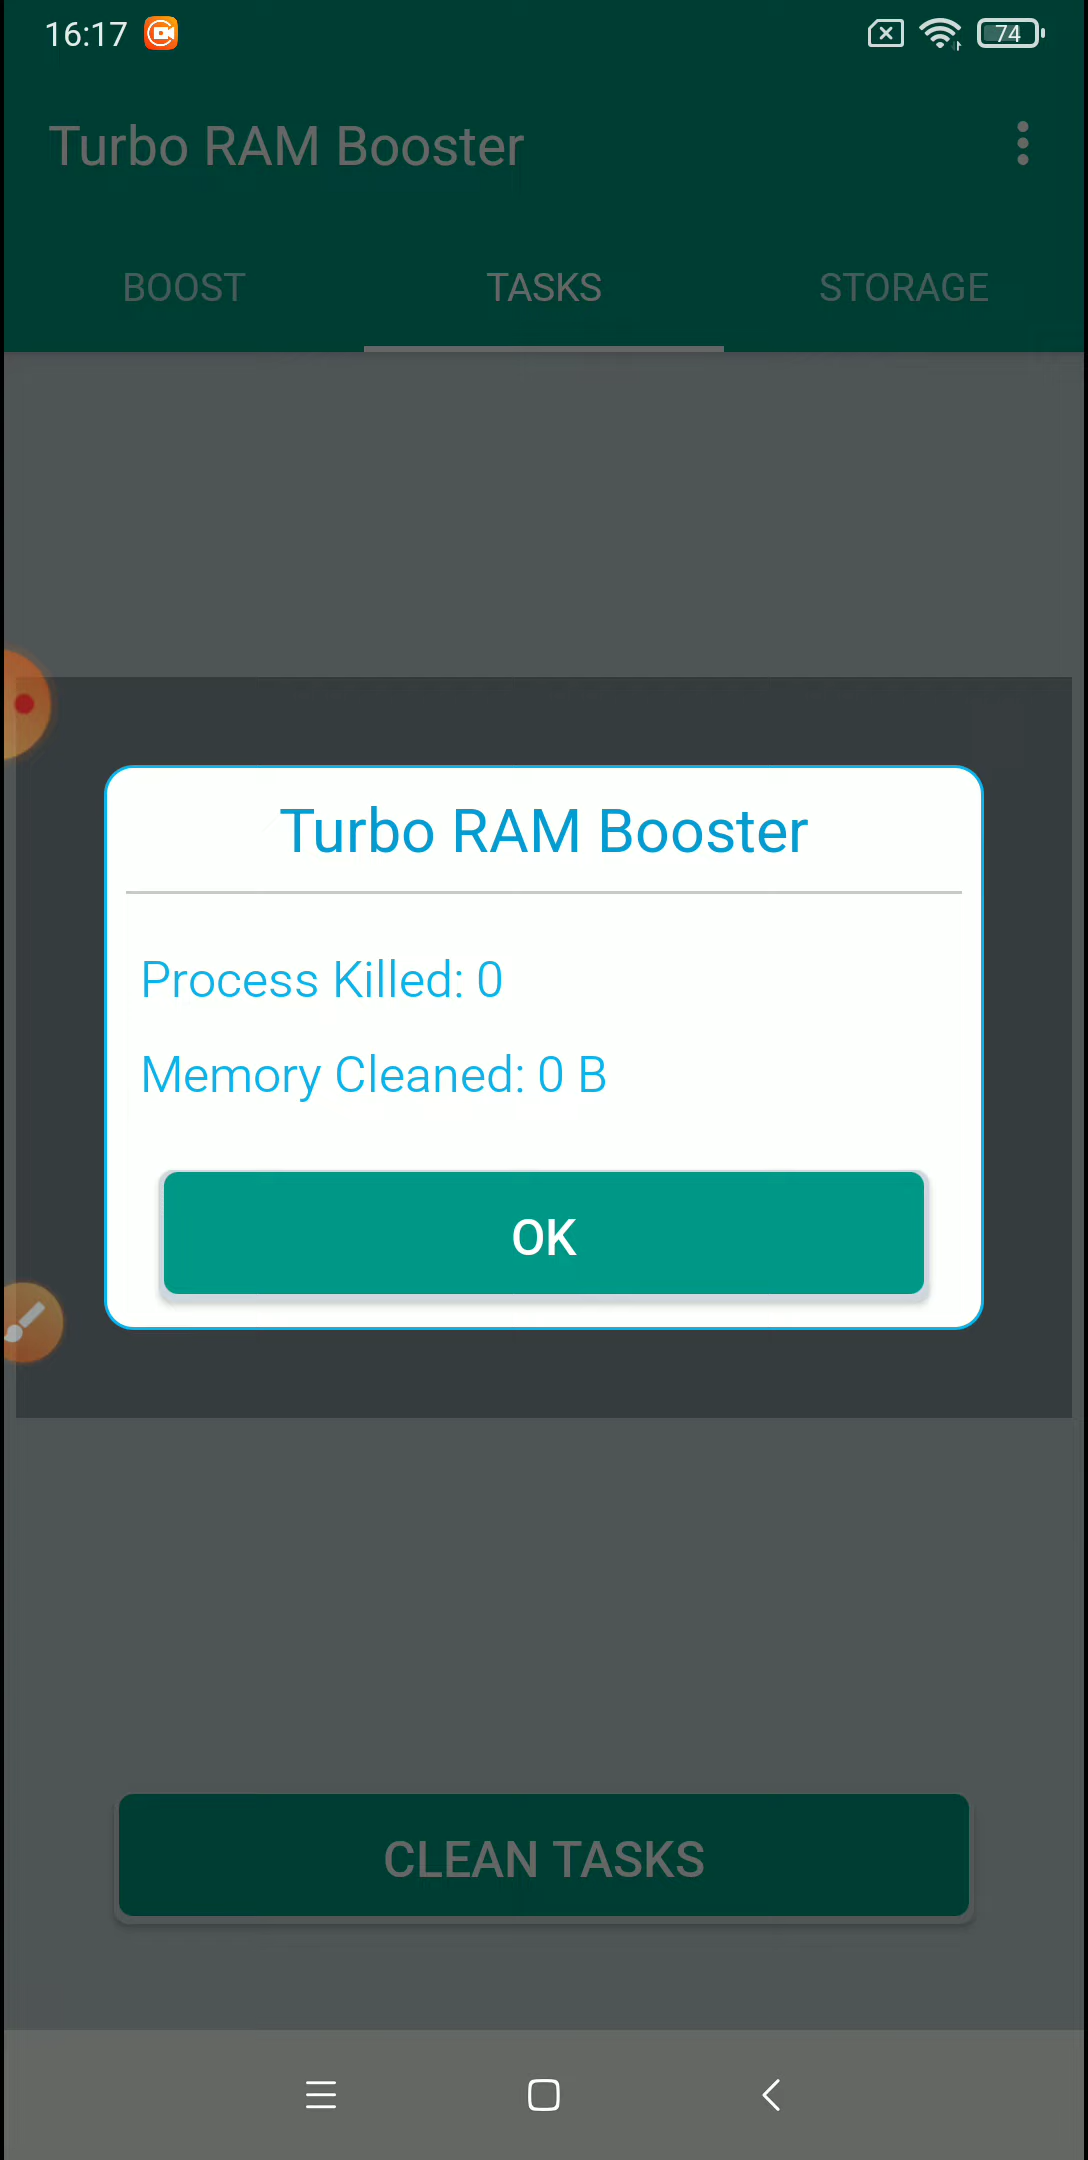 16:17
74
Turbo RAM Booster
BOOST
TASKS
STORAGE
Turbo RAM Booster
Process Killed: 0
Memory Cleaned: 0 B
OK
CLEAN TASKS